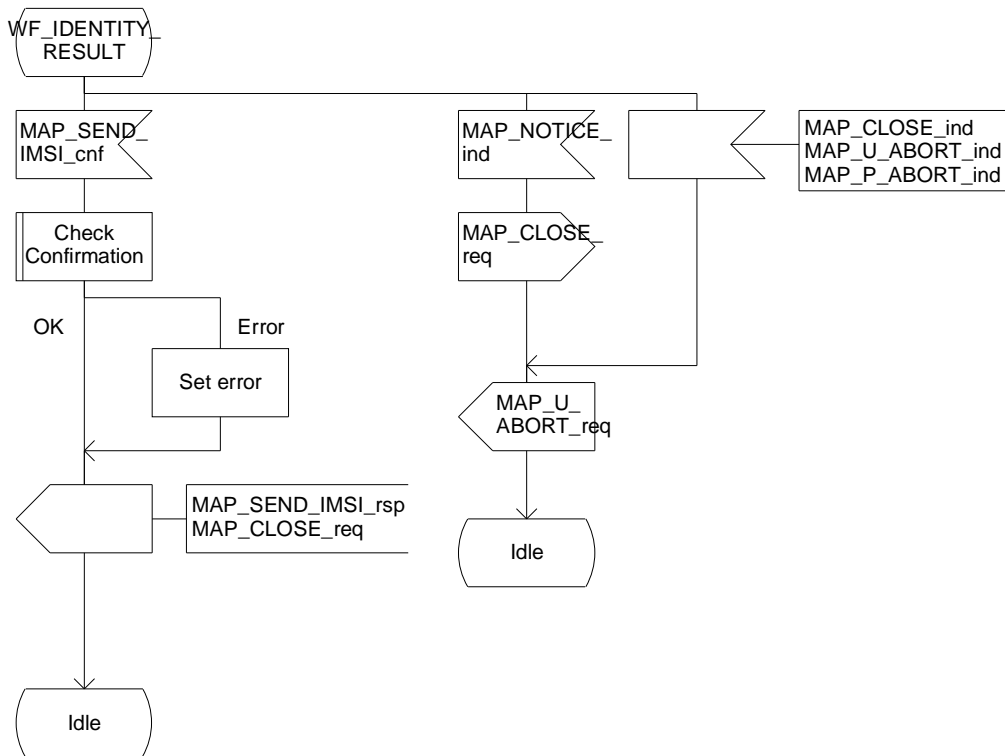 WF_IDENTITY_
RESULT
MAP_SEND_
IMSI_cnf
MAP_NOTICE_
ind
MAP_CLOSE_ind
MAP_U_ABORT_ind
MAP_P_ABORT_ind
Check
Confirmation
MAP_CLOSE_
req
OK
Error
Set error
MAP_U_
ABORT_req
MAP_SEND_IMSI_rsp
MAP_CLOSE_req
Idle
Idle